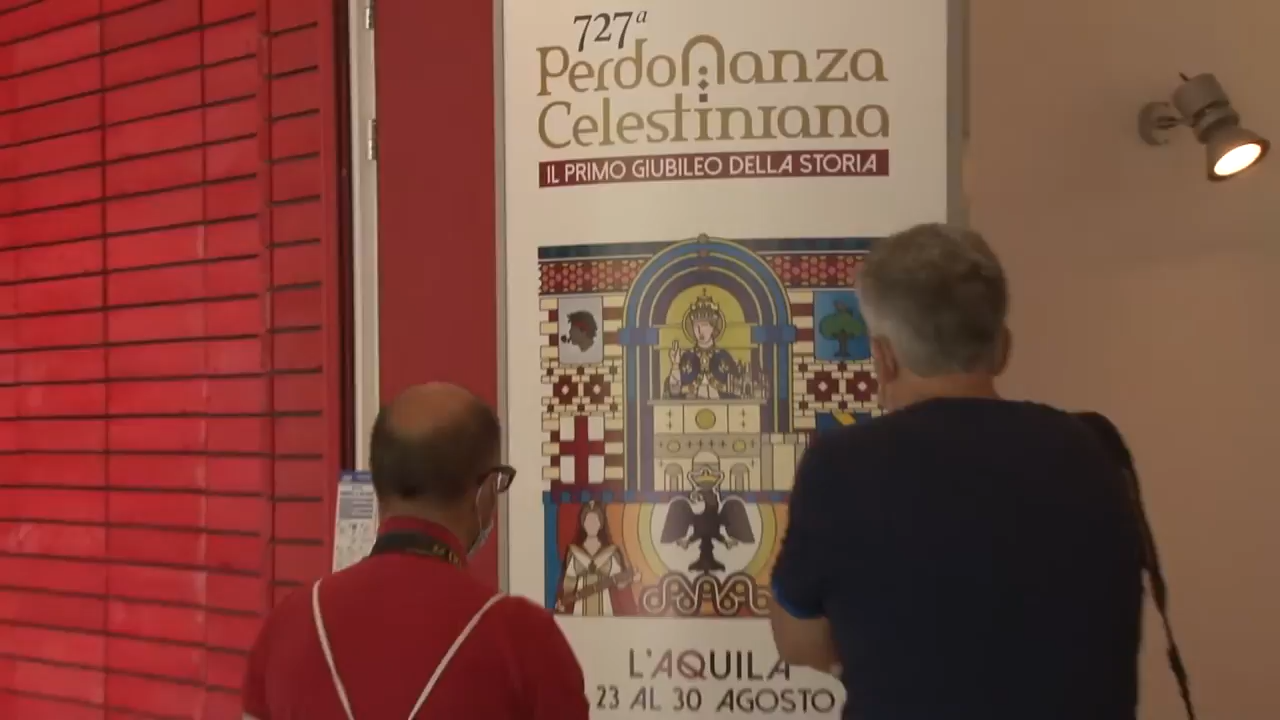 727ª
Perdonanza
Celestiniana
IL PRIMO GIUBILEO DELLA STORIA
L'AQUILA
23 AL 30 AGOSTO